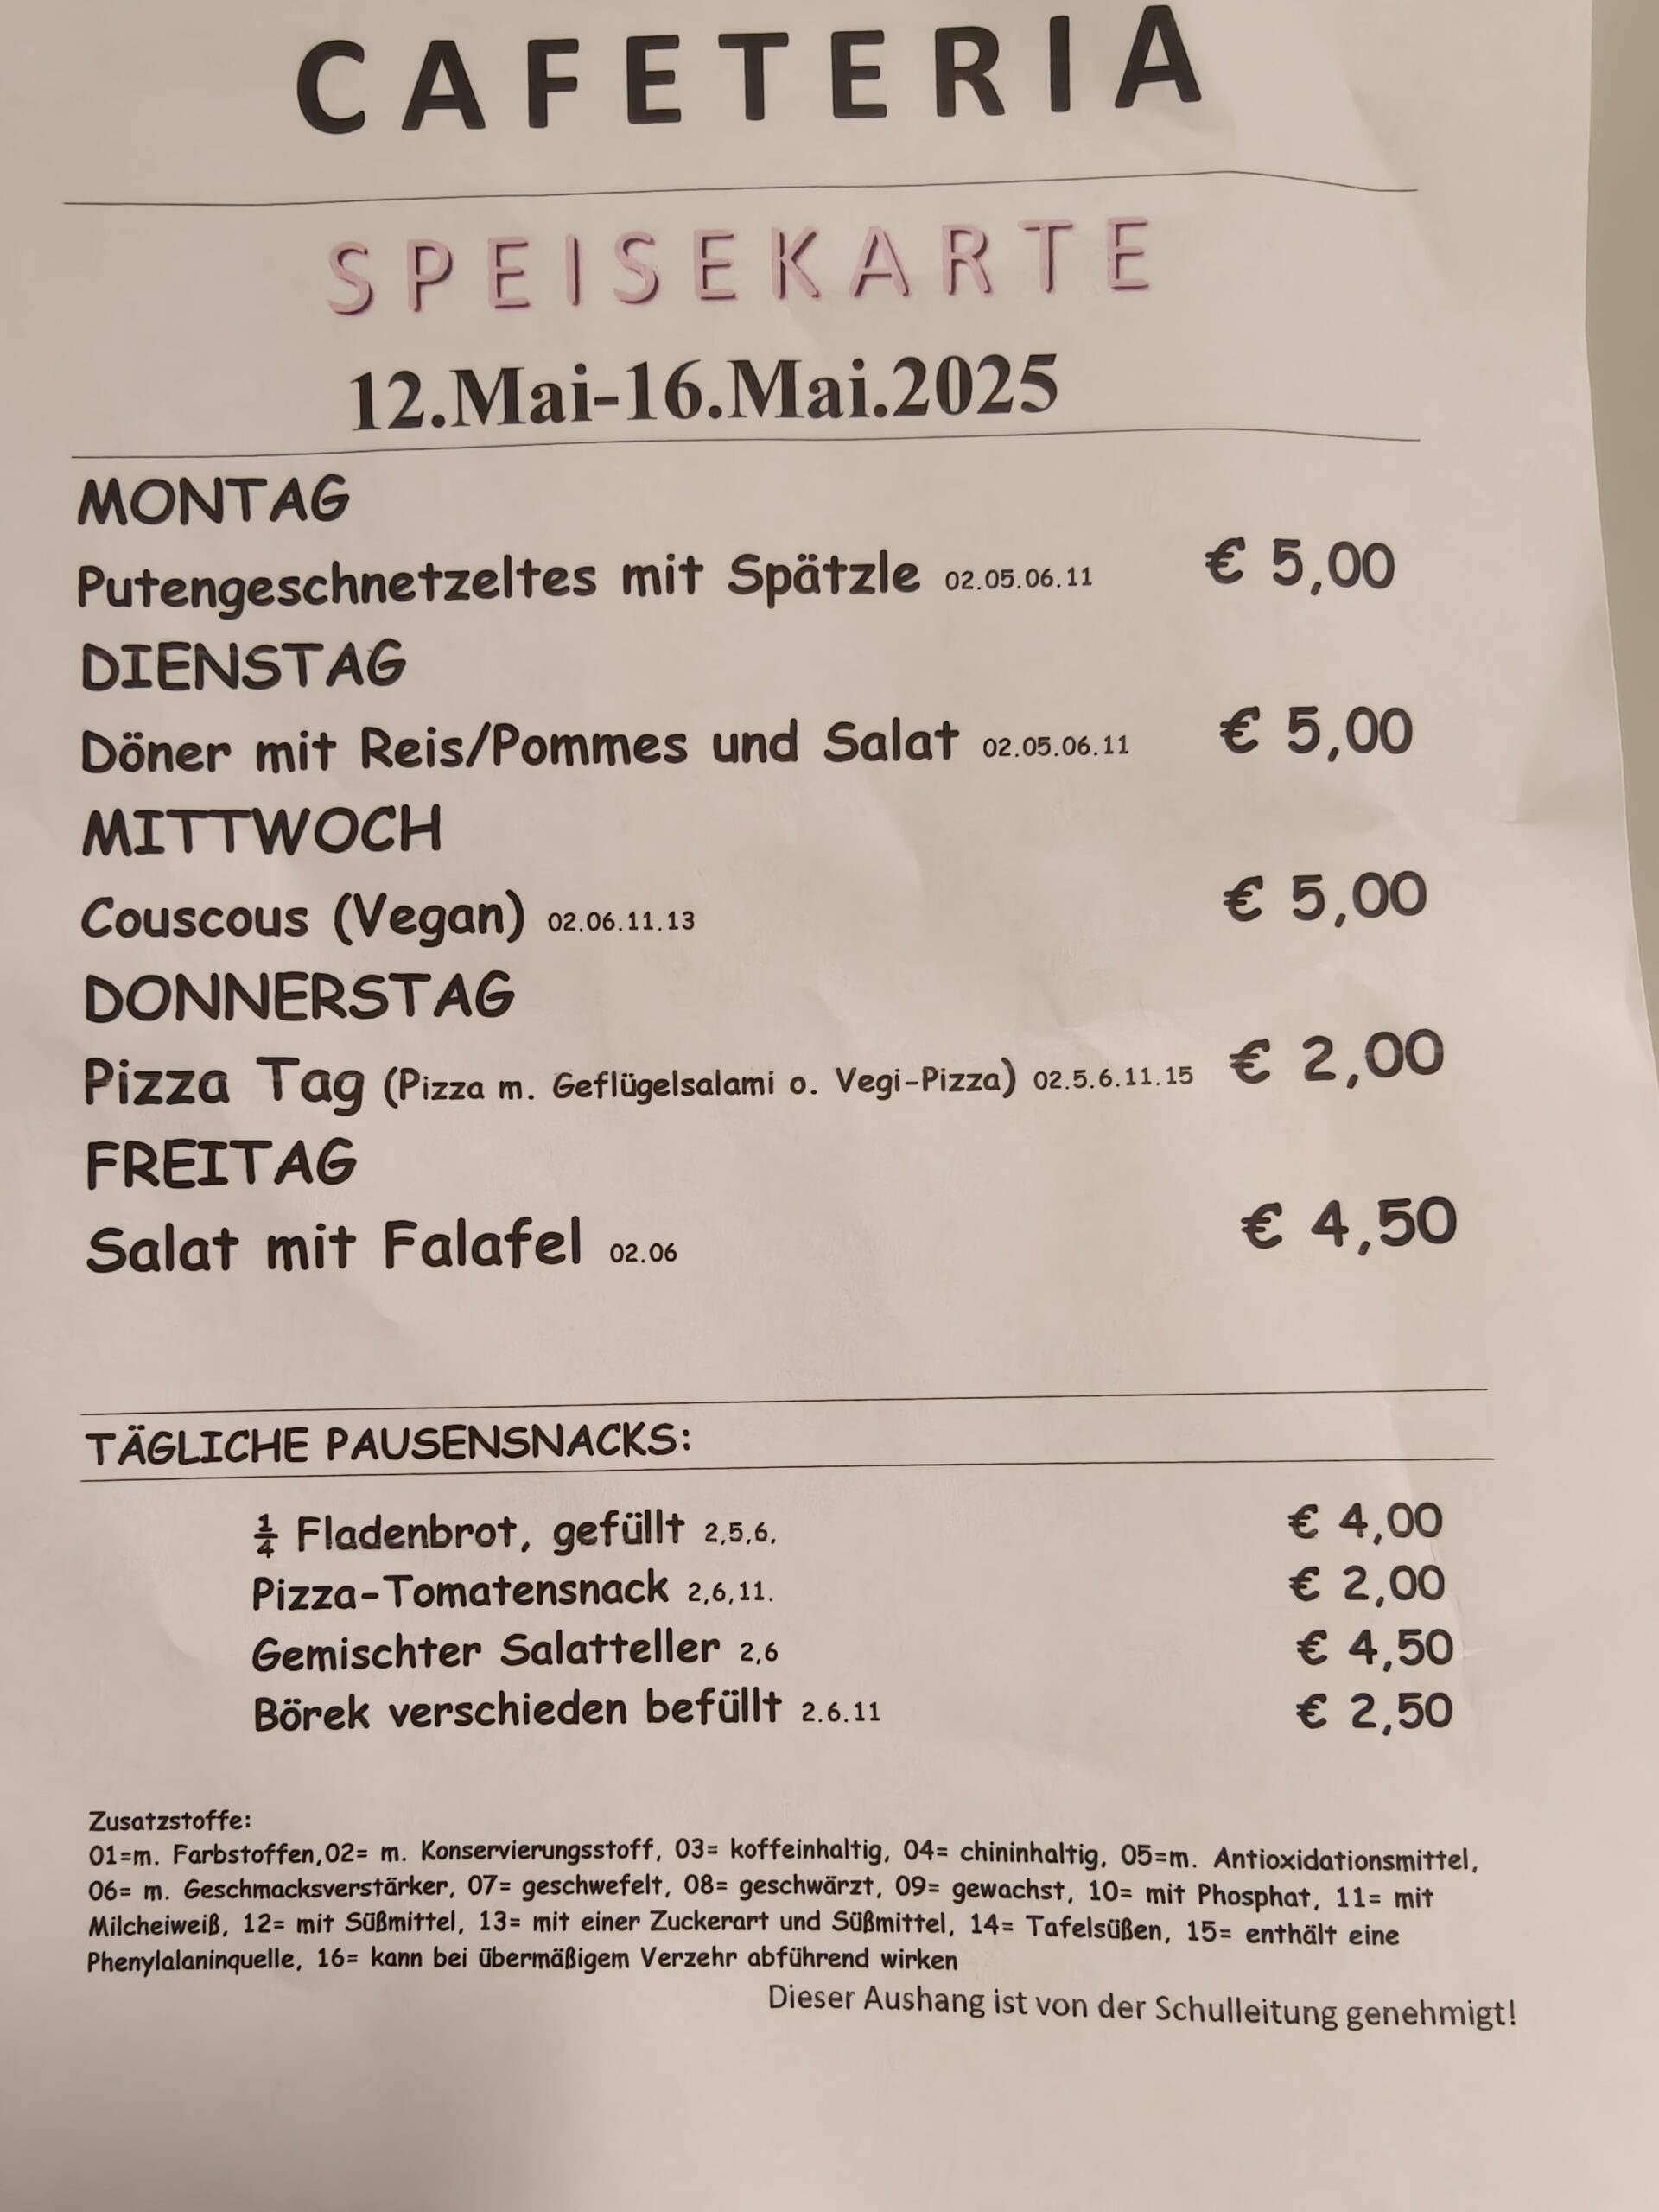 CAFETERIA
SPEISEKARTE
12.Mai-16.Mai.2025
MONTAG
Putengeschnetzeltes mit Spätzle 02.05.06.11 € 5,00
DIENSTAG
Döner mit Reis/Pommes und Salat 02.05.06.11 € 5,00
MITTWOCH
Couscous (Vegan) 02.06.11.13 € 5,00
DONNERSTAG
Pizza Tag (Pizza m. Geflügelsalami o. Vegi-Pizza) 02.5.6.11.15 € 2,00
FREITAG
Salat mit Falafel 02.06 € 4,50
TÄGLICHE PAUSENSNACKS:
¼ Fladenbrot, gefüllt 2,5,6, € 4,00
Pizza-Tomatensnack 2,6,11. € 2,00
Gemischter Salatteller 2,6 € 4,50
Börek verschieden befüllt 2.6.11 € 2,50
Zusatzstoffe:
01=m. Farbstoffen,02= m. Konservierungsstoff, 03= koffeinhaltig, 04= chininhaltig, 05=m. Antioxidationsmittel,
06= m. Geschmacksverstärker, 07= geschwefelt, 08= geschwärzt, 09= gewachst, 10= mit Phosphat, 11= mit
Milcheiweiß, 12= mit Süßmittel, 13= mit einer Zuckerart und Süßmittel, 14= Tafelsüßen, 15= enthält eine
Phenylalaninquelle, 16= kann bei übermäßigem Verzehr abführend wirken
Dieser Aushang ist von der Schulleitung genehmigt!